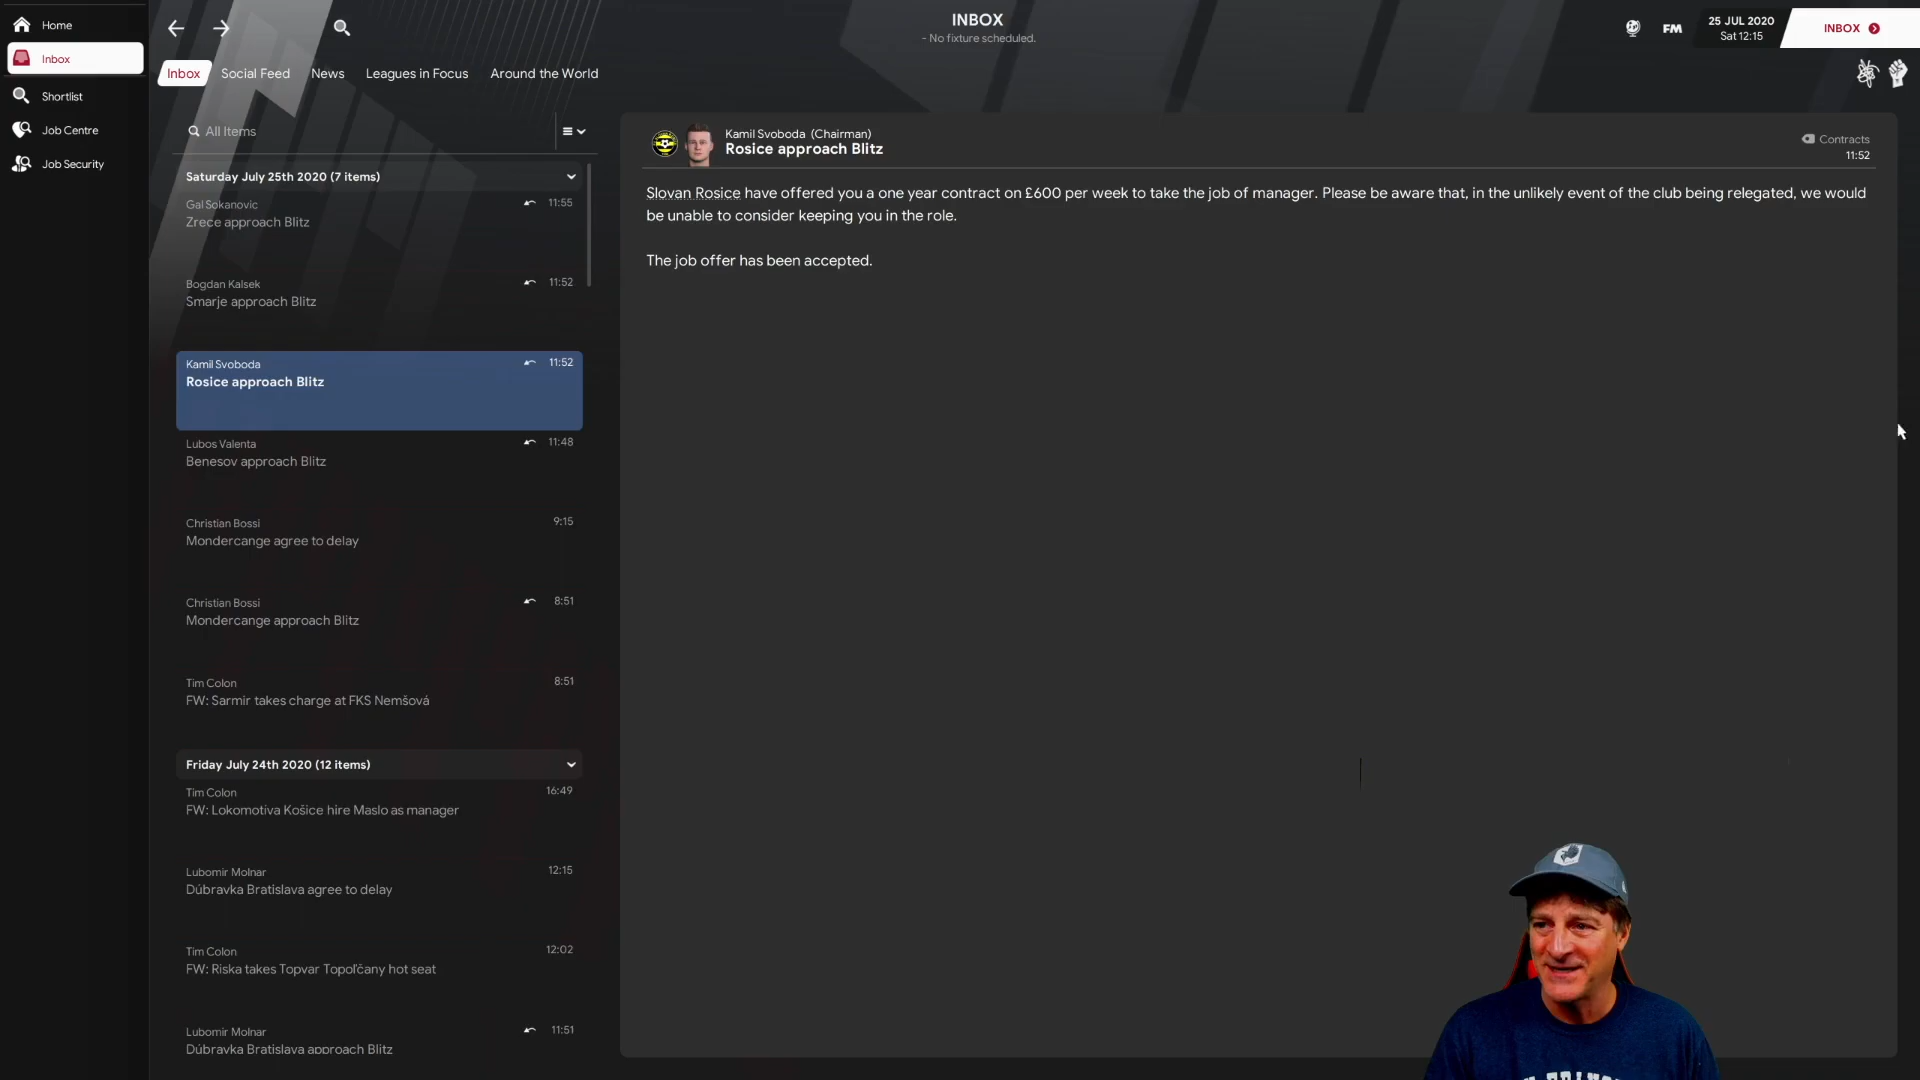 Home
Inbox
Shortlist
Job Centre
Job Security
INBOX
- No fixture scheduled.
FM
25 JUL 2020
Sat 12:15
INBOX
Inbox
Social Feed
News
Leagues in Focus
Around the World
All Items
Saturday July 25th 2020 (7 items)
Gal Sokanovic
11:55
Zrece approach Blitz
Bogdan Kalsek
11:52
Smarje approach Blitz
Kamil Svoboda
11:52
Rosice approach Blitz
Lubos Valenta
11:48
Benesov approach Blitz
Christian Bossi
9:15
Mondercange agree to delay
Christian Bossi
8:51
Mondercange approach Blitz
Tim Colon
8:51
FW: Sarmir takes charge at FKS Nemšová
Friday July 24th 2020 (12 items)
Tim Colon
16:49
FW: Lokomotíva Košice hire Maslo as manager
Lubomir Molnar
12:15
Dúbravka Bratislava agree to delay
Tim Colon
12:02
FW: Riska takes Topvar Topoľčany hot seat
Lubomir Molnar
11:51
Dúbravka Bratislava approach Blitz
Kamil Svoboda (Chairman)
Rosice approach Blitz
Contracts
11:52
Slovan Rosice have offered you a one year contract on £600 per week to take the job of manager. Please be aware that, in the unlikely event of the club being relegated, we would
be unable to consider keeping you in the role.
The job offer has been accepted.